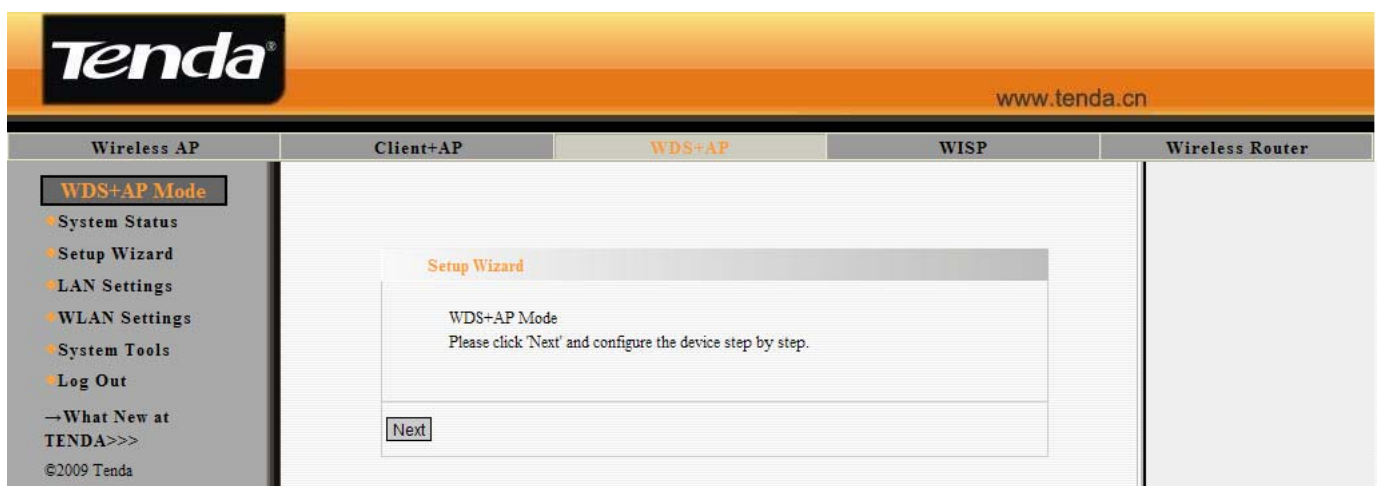 Tenda®
www.tenda.cn
Wireless AP Client+AP WDS+AP WISP Wireless Router
WDS+AP Mode
System Status
Setup Wizard
LAN Settings
WLAN Settings
System Tools
Log Out
→What New at
TENDA>>>
©2009 Tenda
Setup Wizard
WDS+AP Mode
Please click 'Next' and configure the device step by step.
Next